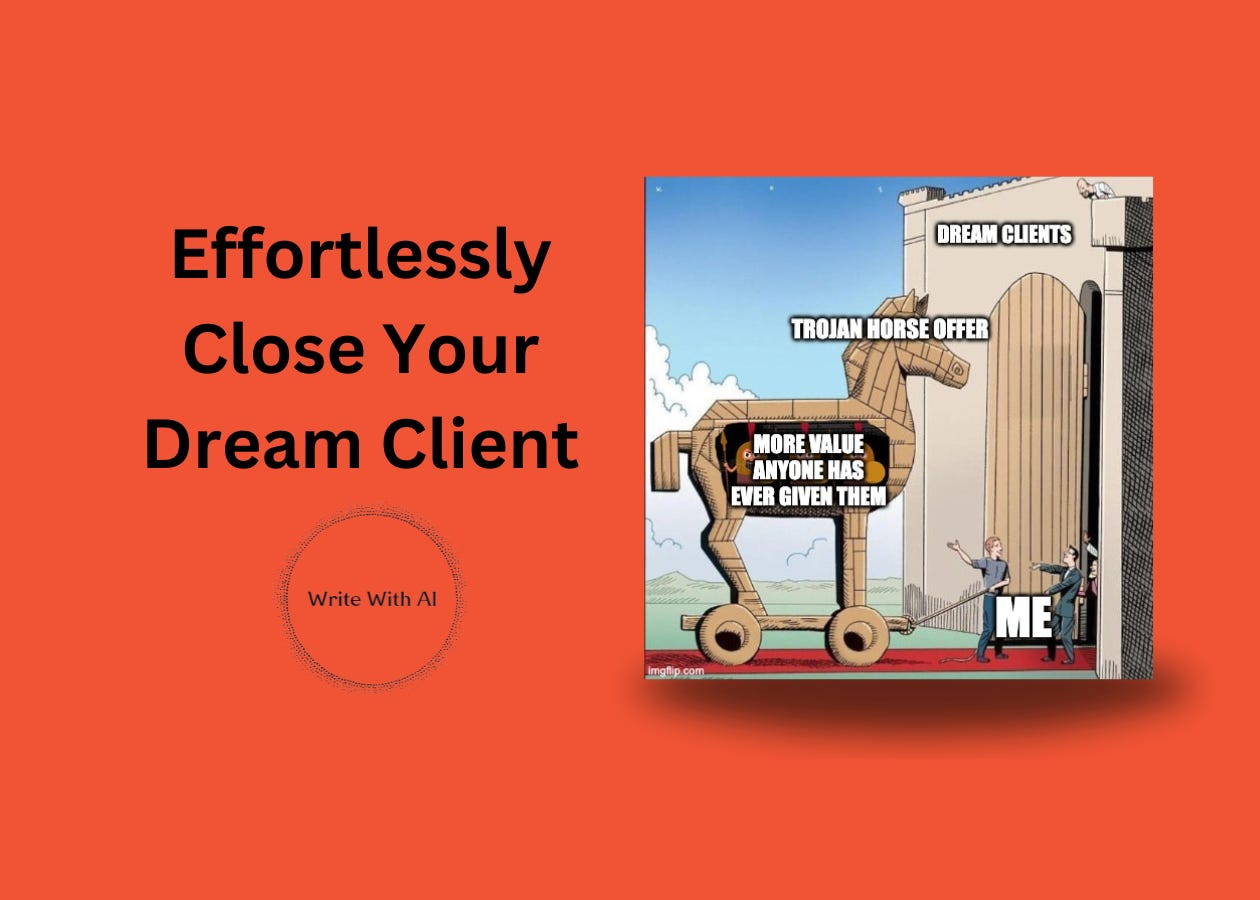 Effortlessly
Close Your
Dream Client
Write With AI
DREAM CLIENTS
TROJAN HORSE OFFER
MORE VALUE
ANYONE HAS
EVER GIVEN THEM
ME
imgflip.com